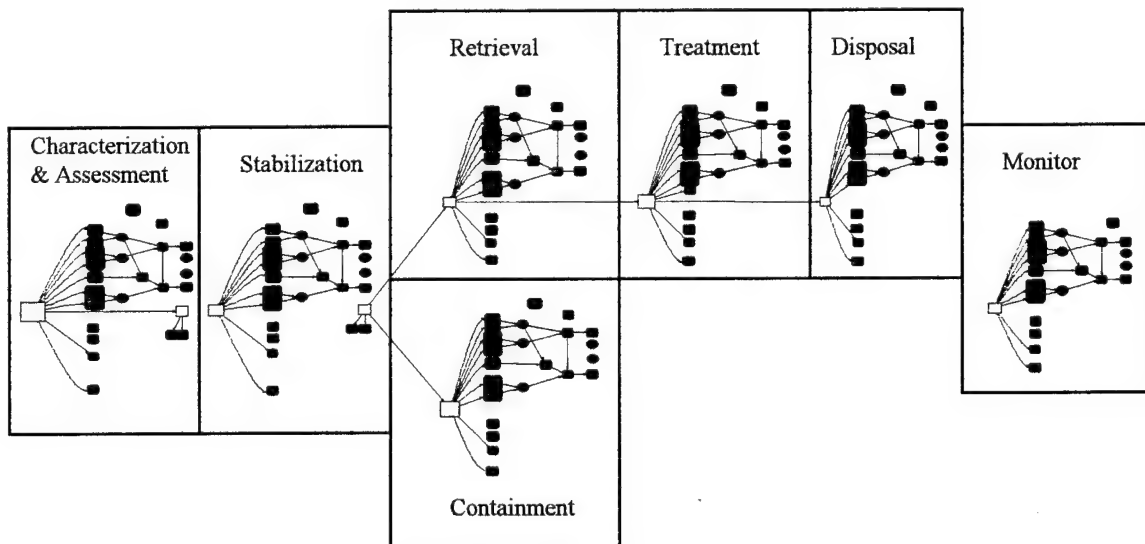 Retrieval
Treatment
Disposal
Characterization
& Assessment
Stabilization
Monitor
Containment